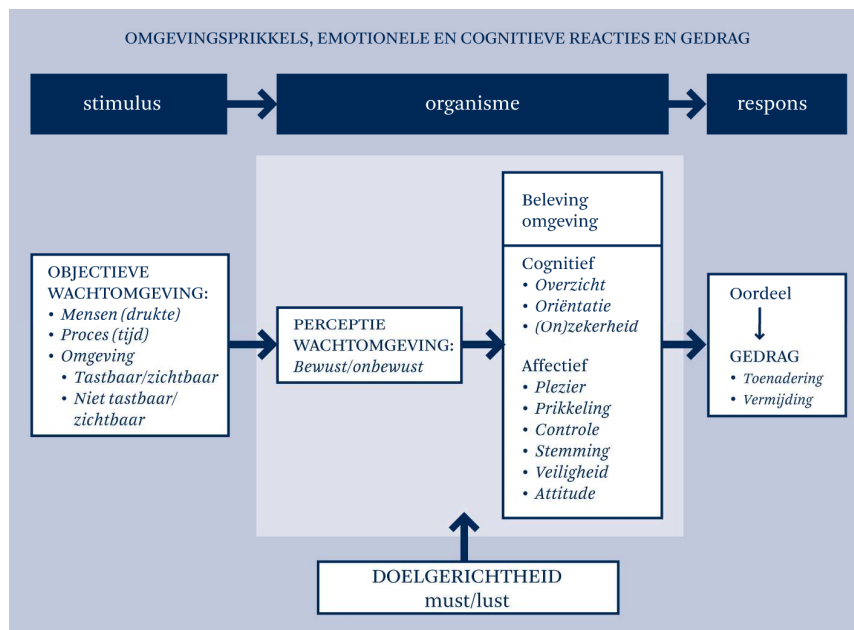 OMGEVINGSPRIKKELS, EMOTIONELE EN COGNITIEVE REACTIES EN GEDRAG
stimulus
organisme
respons
OBJECTIEVE
WACHTOMGEVING:
• Mensen (drukte)
• Proces (tijd)
• Omgeving
• Tastbaar/zichtbaar
• Niet tastbaar/
zichtbaar
PERCEPTIE
WACHTOMGEVING:
Bewust/onbewust
Beleving
omgeving
Cognitief
• Overzicht
• Oriëntatie
• (On)zekerheid
Affectief
• Plezier
• Prikkeling
• Controle
• Stemming
• Veiligheid
• Attitude
Oordeel
GEDRAG
• Toenadering
• Vermijding
DOELGERICHTHEID
must/lust